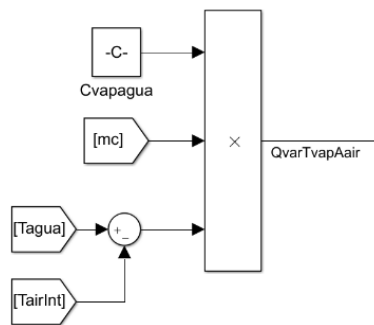 -C-
Cvapagua
[mc]
×
QvarTvapAair
[Tagua]
+
−
[TairInt]